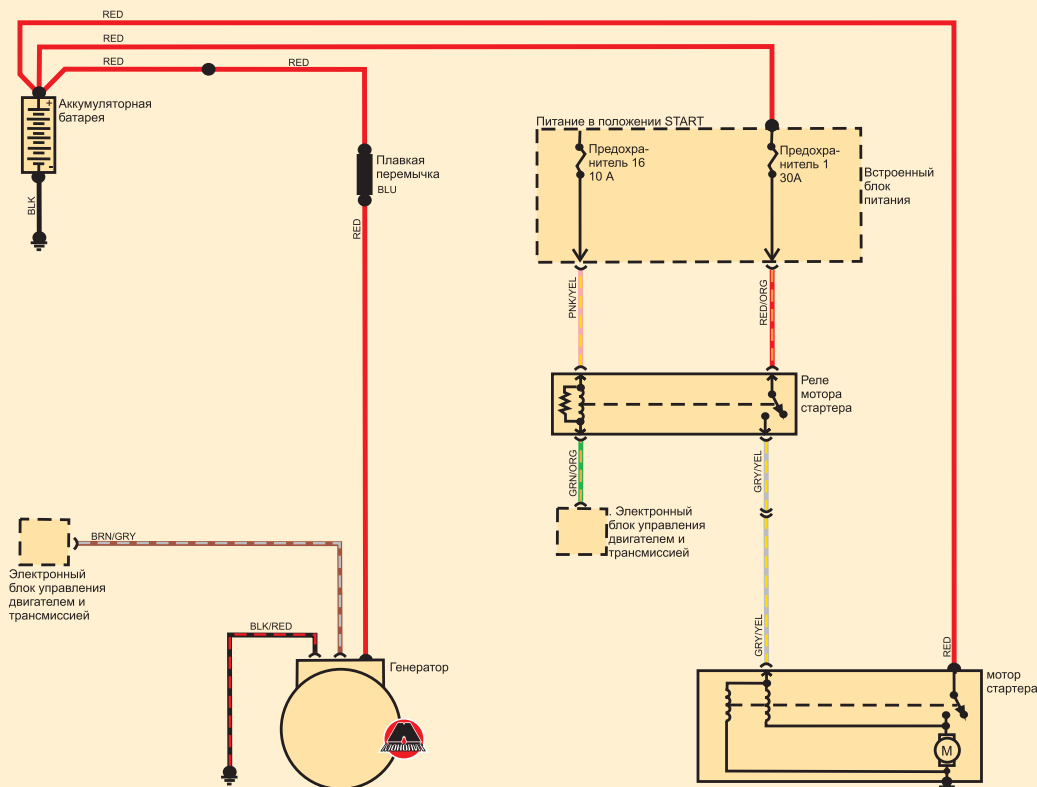 RED
RED
RED
RED
+
Аккумуляторная
батарея
-
BLK
Плавкая
перемычка
BLU
RED
Питание в положении START
Предохра-
нитель 16
10 А
Предохра-
нитель 1
30А
Встроенный
блок
питания
PNK/YEL
RED/ORG
Реле
мотора
стартера
GRN/ORG
GRY/YEL
. Электронный
блок управления
двигателем и
трансмиссией
BRN/GRY
Электронный
блок управления
двигателем и
трансмиссией
BLK/RED
Генератор
GRY/YEL
RED
мотор
стартера
M